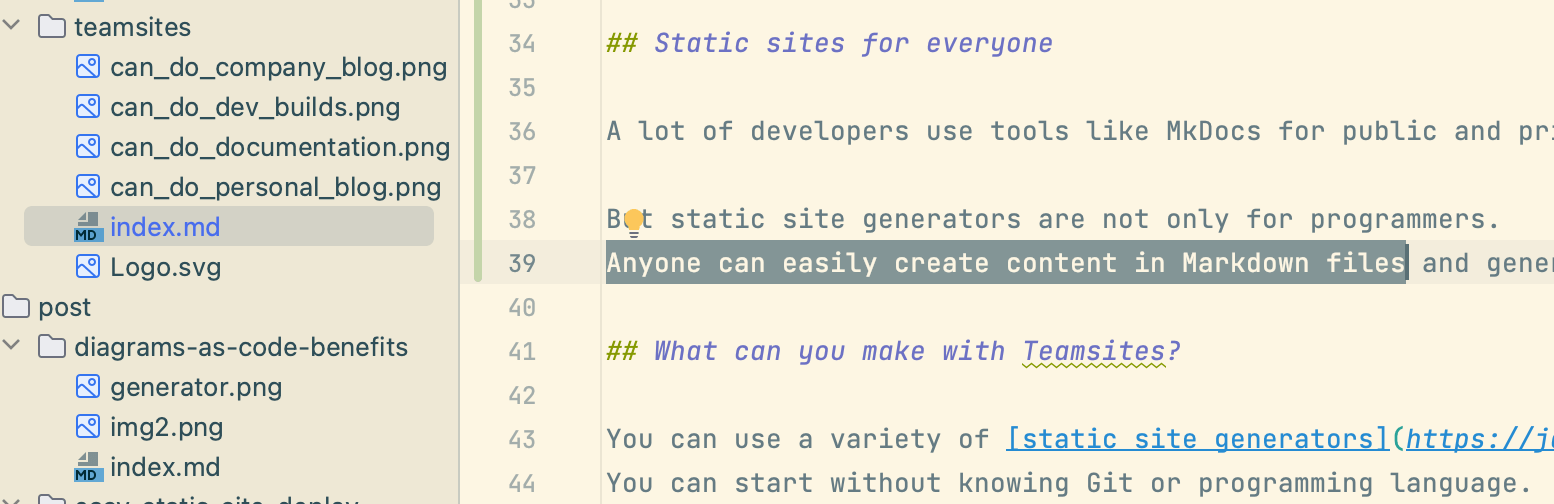 teamsites
can_do_company_blog.png
can_do_dev_builds.png
can_do_documentation.png
can_do_personal_blog.png
MD index.md
Logo.svg
post
diagrams-as-code-benefits
generator.png
img2.png
MD index.md
easy-static-site-deploy
33
34 ## Static sites for everyone
35
36 A lot of developers use tools like MkDocs for public and
37
38 But static site generators are not only for programmers.
39 Anyone can easily create content in Markdown files and
40
41 ## What can you make with Teamsites?
42
43 You can use a variety of [static site generators](https://
44 You can start without knowing Git or programming language.